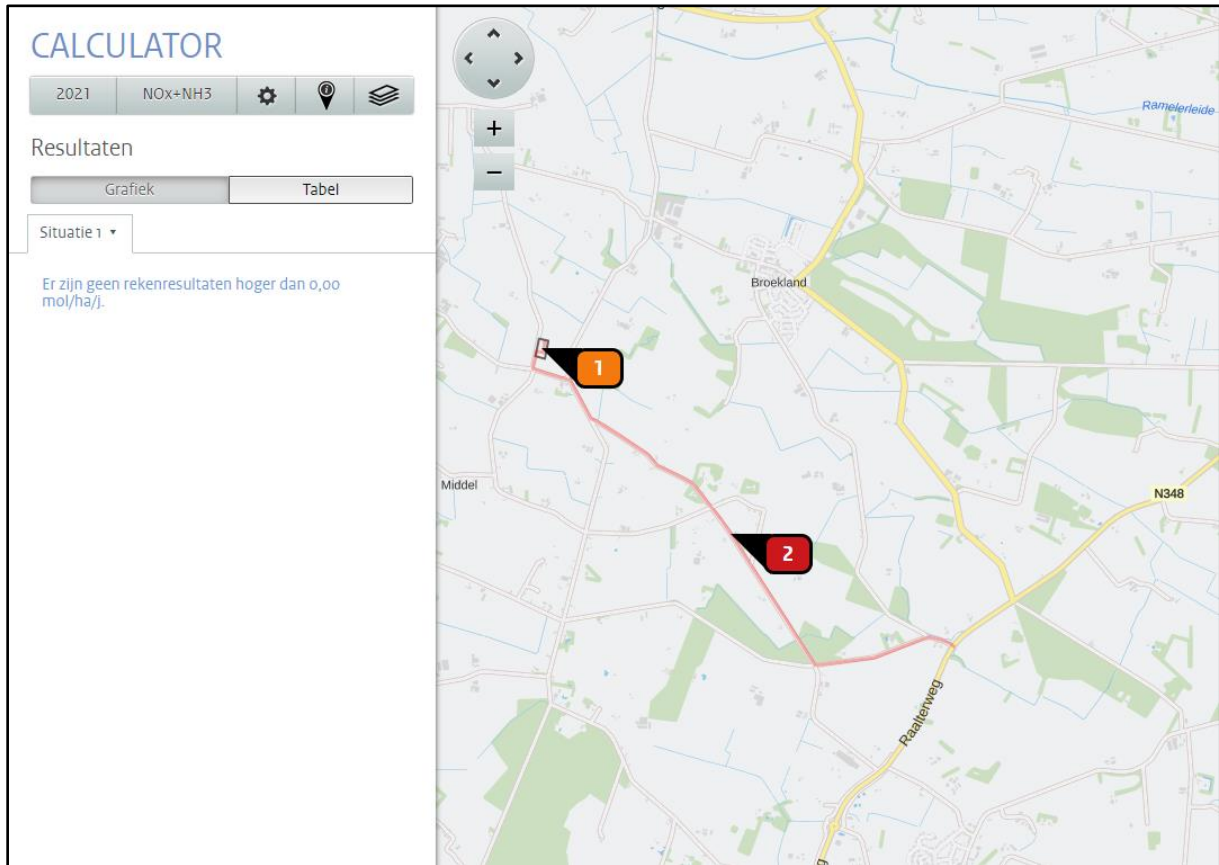 CALCULATOR
2021 NOx+NH3
Resultaten
Grafiek Tabel
Situatie 1
Er zijn geen rekenresultaten hoger dan 0,00
mol/ha/j.
+
−
Ramelerleide
Broekland
1
Middel
N348
2
Raalterweg